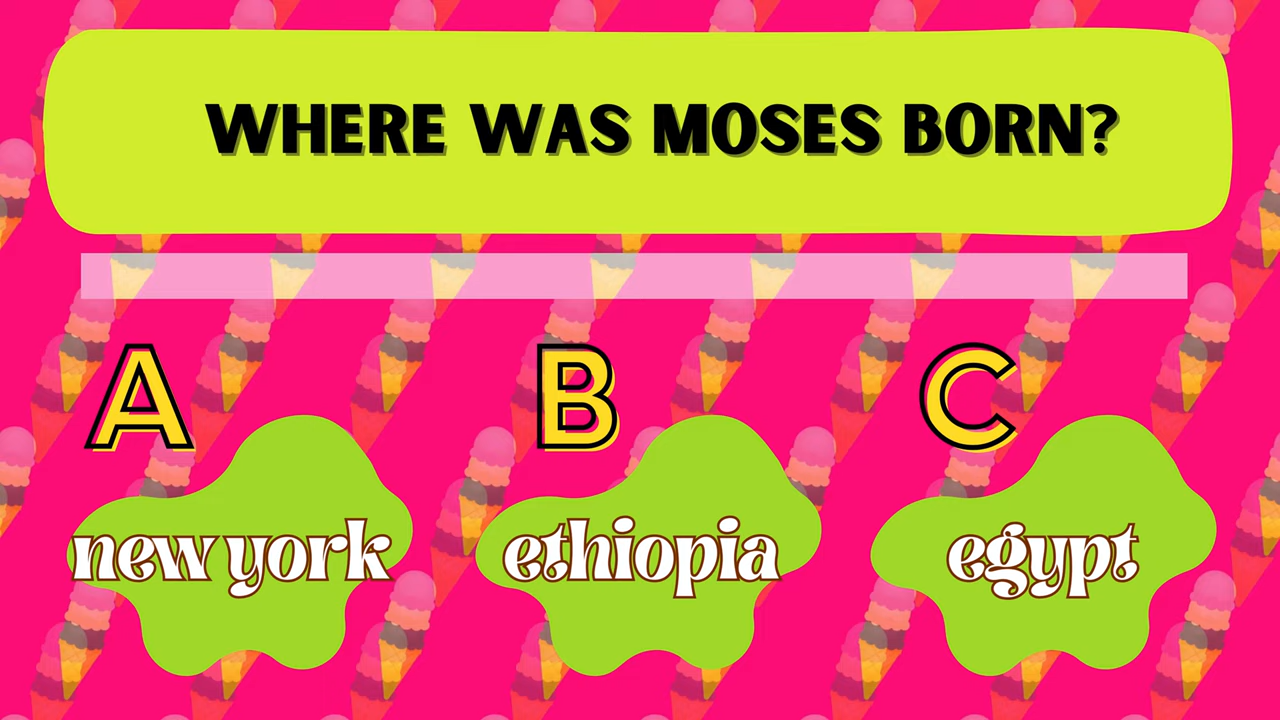 WHERE WAS MOSES BORN?
A
B
C
new york
ethiopia
egypt